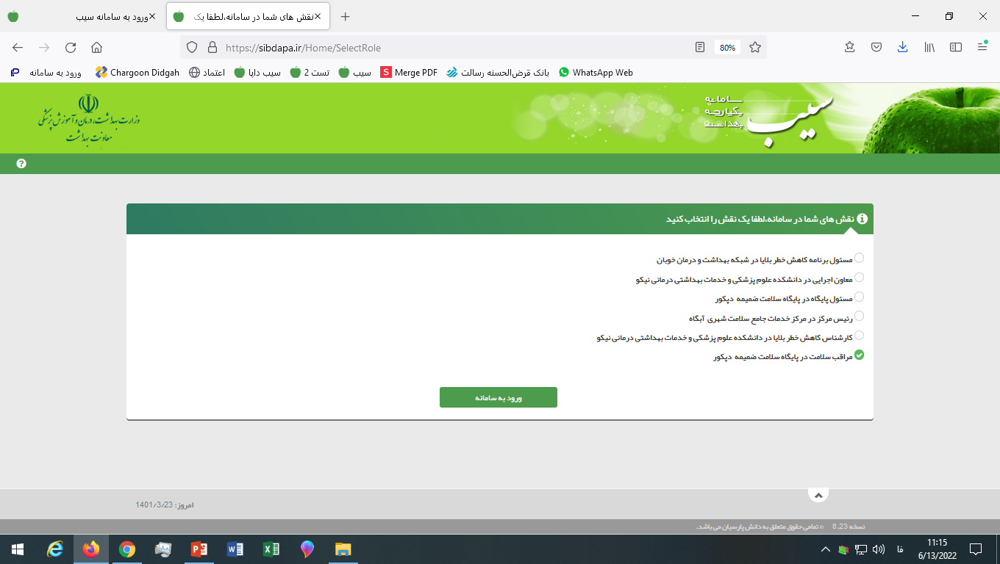 ورود به سامانه سیب
نقش های شما در سامانه،لطفا یک
https://sibdapa.ir/Home/SelectRole
80%
ورود به سامانه
Chargoon Didgah
اعتماد
سیب داپا
تست 2
سیب
Merge PDF
بانک قرض‌الحسنه رسالت
WhatsApp Web
وزارت بهداشت، درمان و آموزش پزشکی
معاونت بهداشت
سامانه
یکپارچه
بهداشت
سیب
نقش های شما در سامانه،لطفا یک نقش را انتخاب کنید
مسئول برنامه کاهش خطر بلایا در شبکه بهداشت و درمان خوبان
معاون اجرایی در دانشکده علوم پزشکی و خدمات بهداشتی درمانی نیکو
مسئول پایگاه در پایگاه سلامت ضمیمه دپکور
رئیس مرکز در مرکز خدمات جامع سلامت شهری آبگاه
کارشناس کاهش خطر بلایا در دانشکده علوم پزشکی و خدمات بهداشتی درمانی نیکو
مراقب سلامت در پایگاه سلامت ضمیمه دپکور
ورود به سامانه
امروز: 1401/3/23
نسخه 8.23 © تمامی حقوق متعلق به دانش پارسیان می باشد.
فا
11:15
6/13/2022